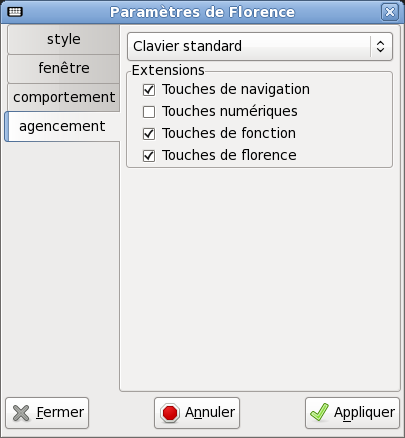 Paramètres de Florence
style
fenêtre
comportement
agencement
Clavier standard
Extensions
Touches de navigation
Touches numériques
Touches de fonction
Touches de florence
Fermer
Annuler
Appliquer